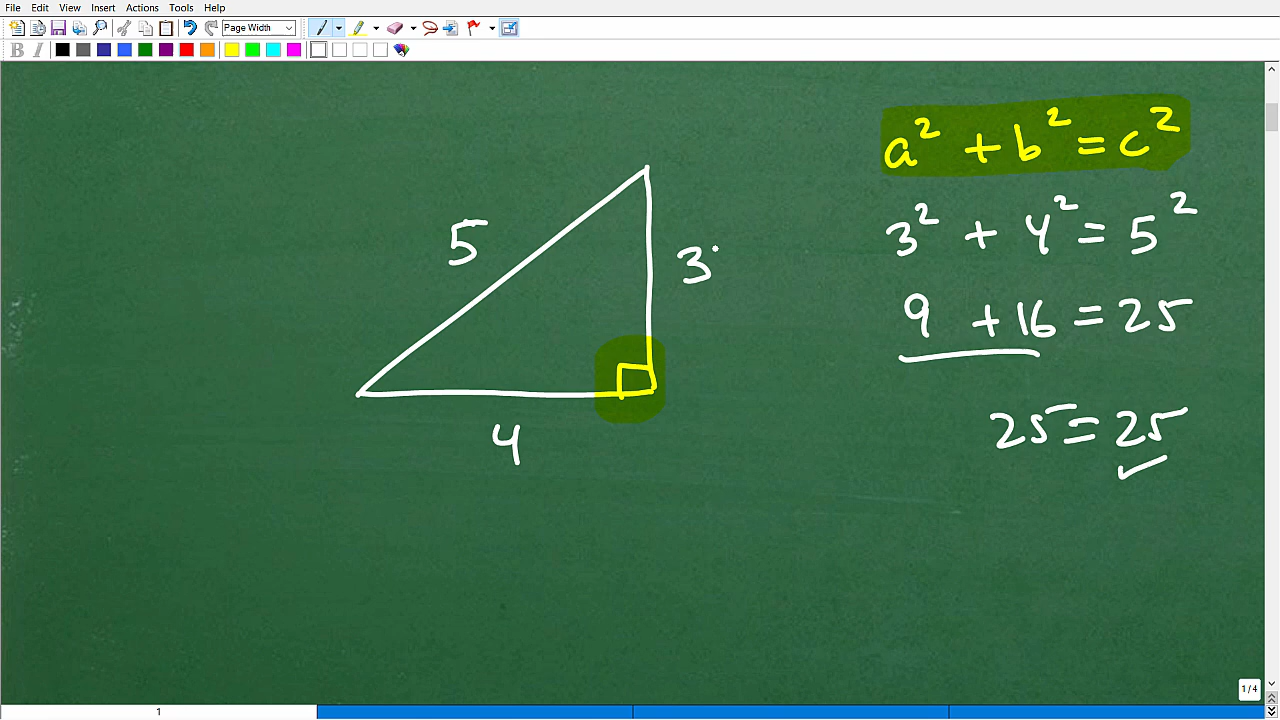 File Edit View Insert Actions Tools Help
Page Width
B I
a² + b² = c²
3² + 4² = 5²
5
3
9 + 16 = 25
25 = 25
4
1/4
1